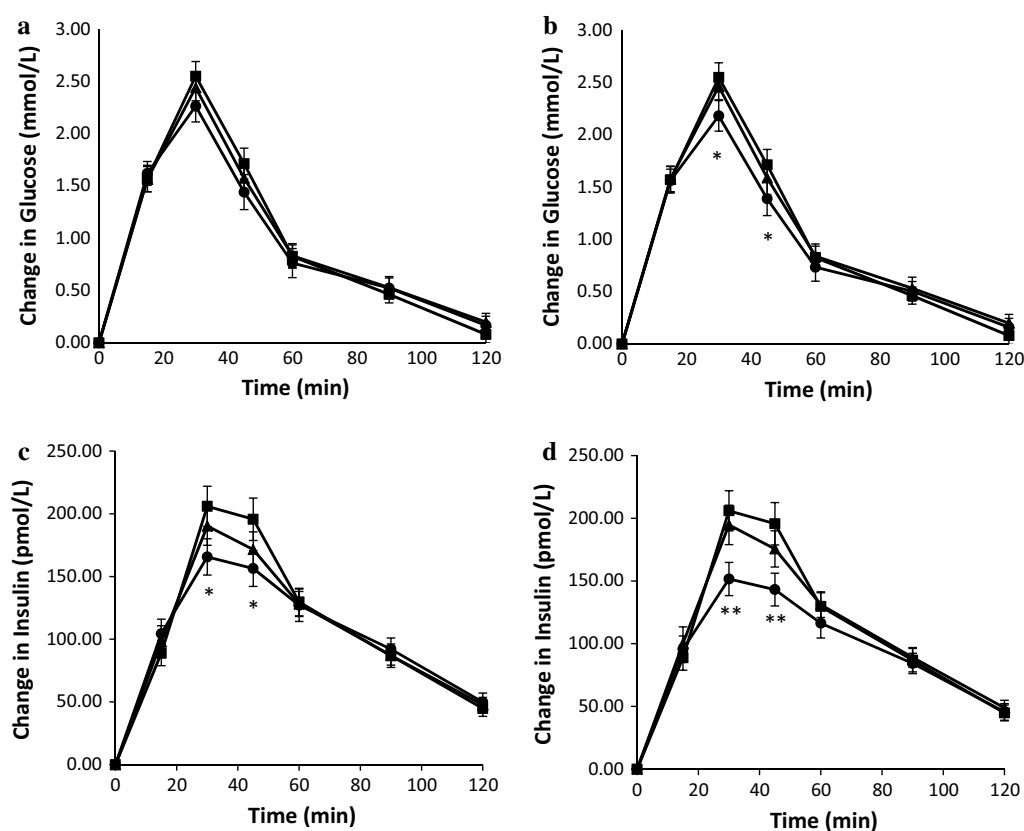 a
3.00
2.50
2.00
1.50
1.00
0.50
0.00
0 20 40 60 80 100 120
Change in Glucose (mmol/L)
Time (min)
b
3.00
2.50
2.00
1.50
1.00
0.50
0.00
0 20 40 60 80 100 120
Change in Glucose (mmol/L)
Time (min)
*
*
c
250.00
200.00
150.00
100.00
50.00
0.00
0 20 40 60 80 100 120
Change in Insulin (pmol/L)
Time (min)
*
*
d
250.00
200.00
150.00
100.00
50.00
0.00
0 20 40 60 80 100 120
Change in Insulin (pmol/L)
Time (min)
**
**